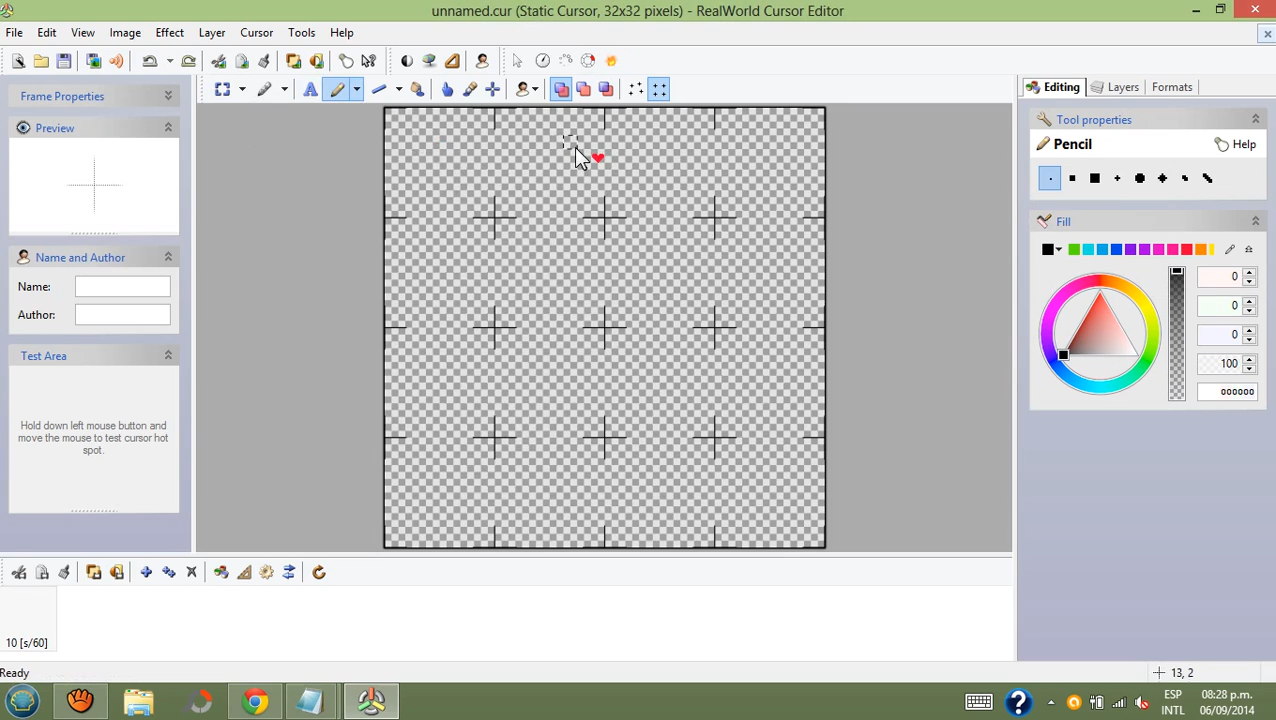 unnamed.cur (Static Cursor, 32x32 pixels) - RealWorld Cursor Editor
File Edit View Image Effect Layer Cursor Tools Help
Frame Properties
Preview
Name and Author
Name:
Author:
Test Area
Hold down left mouse button and
move the mouse to test cursor hot
spot.
Editing Layers Formats
Tool properties
Pencil Help
Fill
0
0
0
100
000000
10 [s/60]
Ready
13, 2
ESP
INTL
08:28 p.m.
06/09/2014